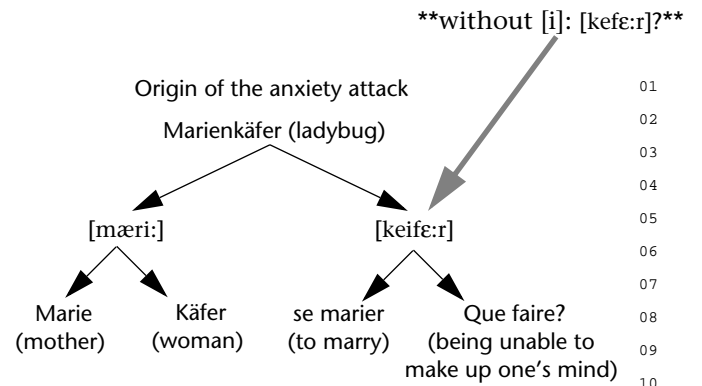 **without [i]: [kefɛ:r]?**
Origin of the anxiety attack
Marienkäfer (ladybug)
[mæri:]
[keifɛ:r]
Marie
(mother)
Käfer
(woman)
se marier
(to marry)
Que faire?
(being unable to
make up one's mind)
01
02
03
04
05
06
07
08
09
10